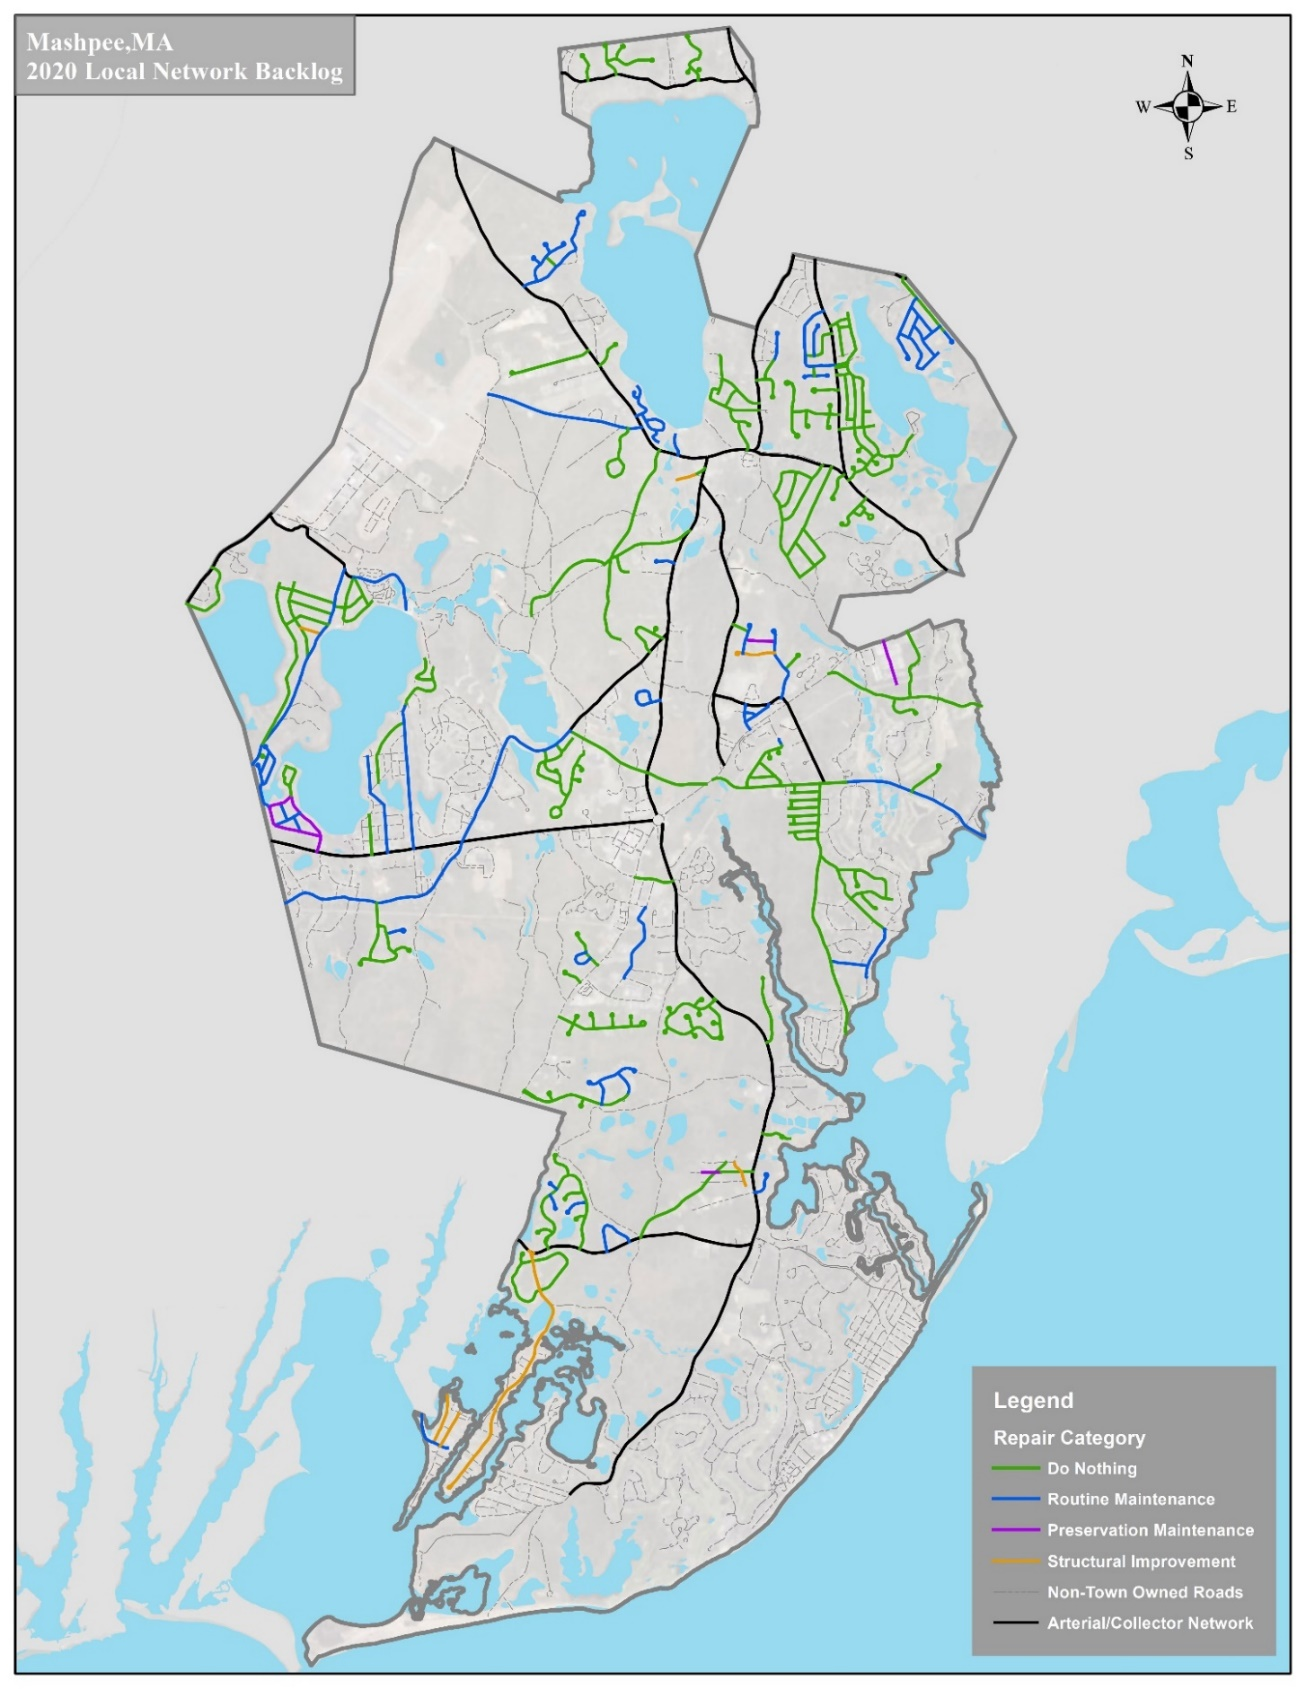 Mashpee,MA
2020 Local Network Backlog
N
W E
S
Legend
Repair Category
Do Nothing
Routine Maintenance
Preservation Maintenance
Structural Improvement
Non-Town Owned Roads
Arterial/Collector Network